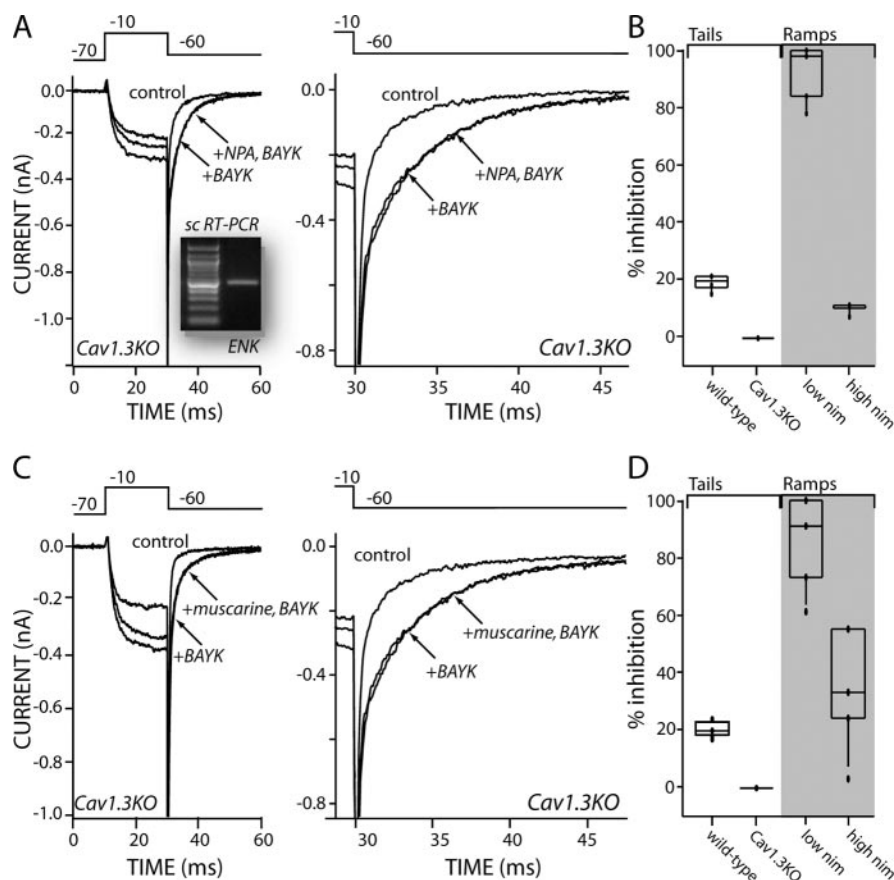 A
-70
-10
-60
0.0
-0.2
-0.4
-0.6
-0.8
-1.0
CURRENT (nA)
control
+NPA, BAYK
+BAYK
sc RT-PCR
ENK
Cav1.3KO
0
20
40
60
TIME (ms)
-10
-60
0.0
-0.4
-0.8
control
+NPA, BAYK
+BAYK
Cav1.3KO
30
35
40
45
TIME (ms)
B
Tails
Ramps
100
80
60
40
20
0
% inhibition
wild-type
Cav1.3KO
low nim
high nim
C
-70
-10
-60
0.0
-0.2
-0.4
-0.6
-0.8
-1.0
CURRENT (nA)
control
+muscarine, BAYK
+BAYK
Cav1.3KO
0
20
40
60
TIME (ms)
-10
-60
0.0
-0.4
-0.8
control
+muscarine, BAYK
+BAYK
Cav1.3KO
30
35
40
45
TIME (ms)
D
Tails
Ramps
100
80
60
40
20
0
% inhibition
wild-type
Cav1.3KO
low nim
high nim